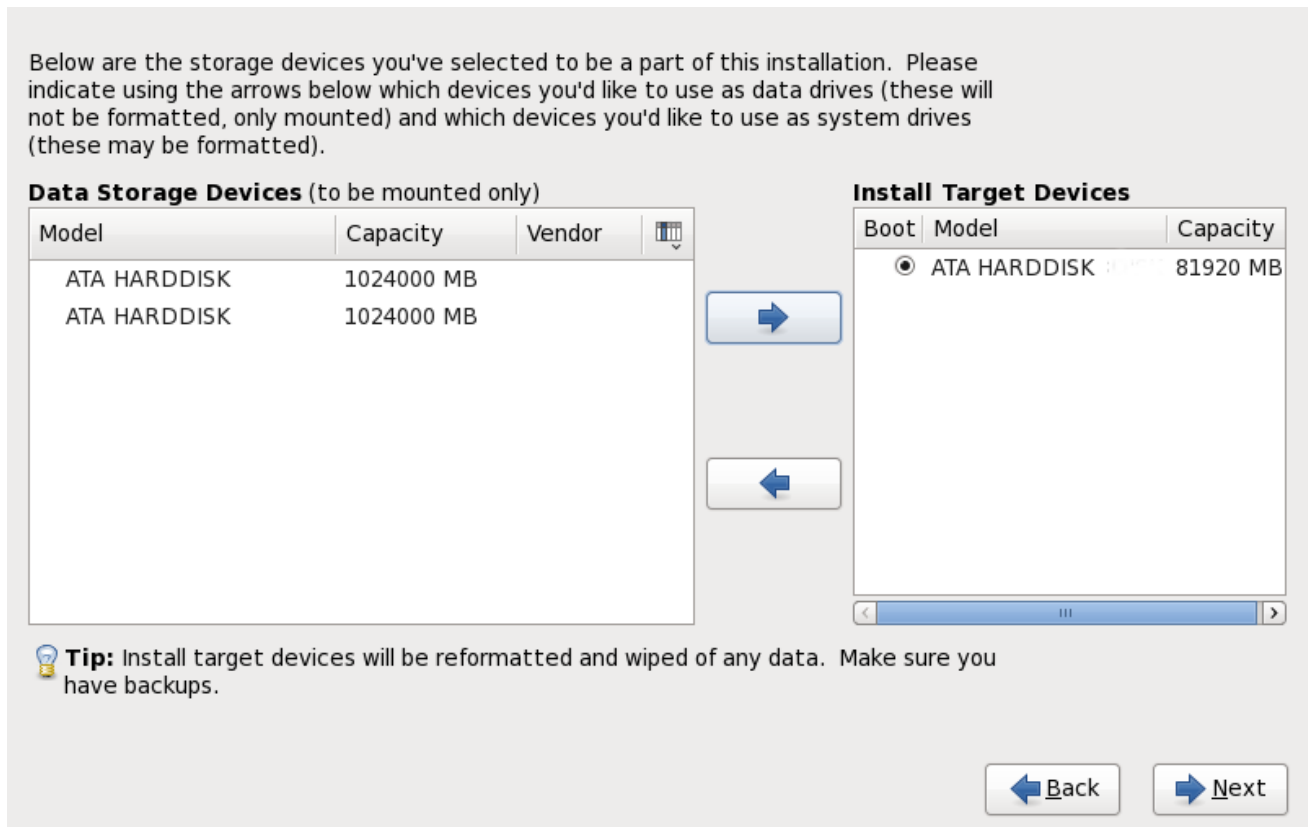 Below are the storage devices you've selected to be a part of this installation.  Please
indicate using the arrows below which devices you'd like to use as data drives (these will
not be formatted, only mounted) and which devices you'd like to use as system drives
(these may be formatted).
Data Storage Devices (to be mounted only)
Model Capacity Vendor
ATA HARDDISK 1024000 MB
ATA HARDDISK 1024000 MB
Install Target Devices
Boot Model Capacity
ATA HARDDISK 81920 MB
Tip: Install target devices will be reformatted and wiped of any data.  Make sure you
have backups.
Back Next